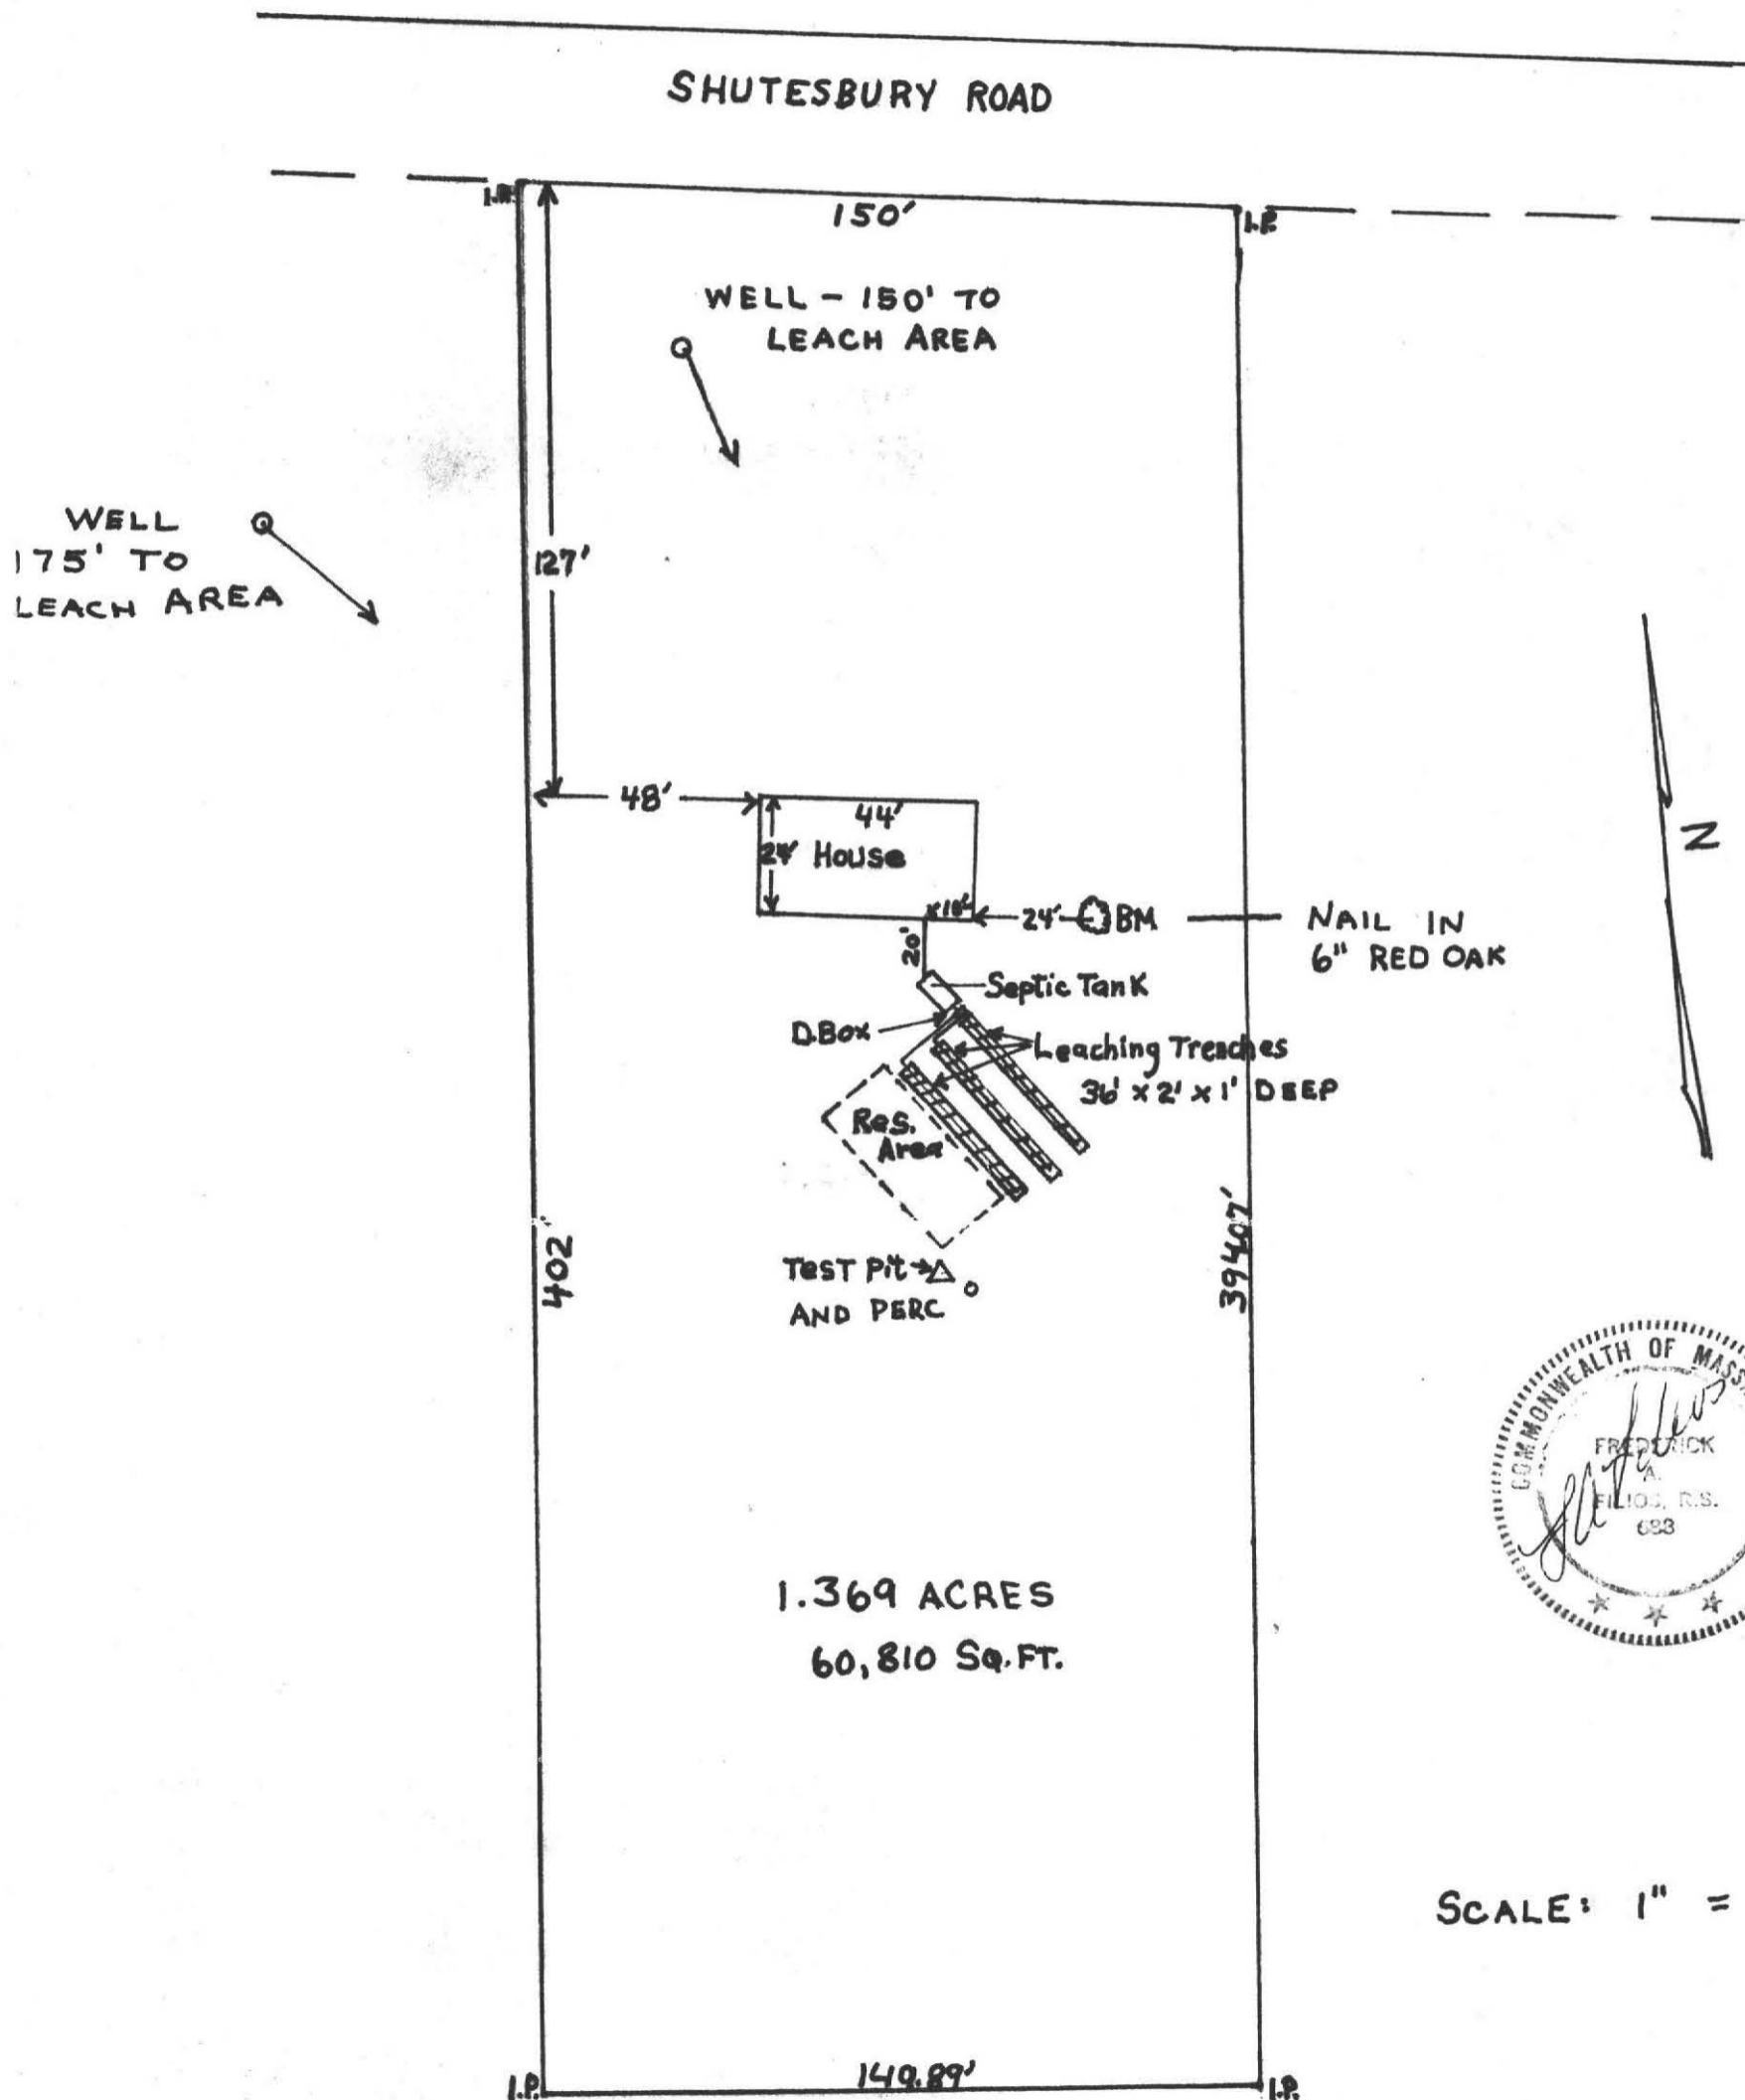 SHUTESBURY ROAD
150'
I.P.
WELL - 150' TO
LEACH AREA
WELL
175' TO
LEACH AREA
127'
48'
44'
House
24'
BM
NAIL IN
6" RED OAK
20'
Septic Tank
D.Box
Leaching Trenches
36' x 2' x 1' DEEP
Res.
Area
N
402
394.07'
Test Pit
AND PERC
COMMONWEALTH OF MASS
FREDERICK
A.
FILIOS, R.S.
683
1.369 ACRES
60,810 SQ.FT.
SCALE: 1" =
149.89'
I.P.
I.P.